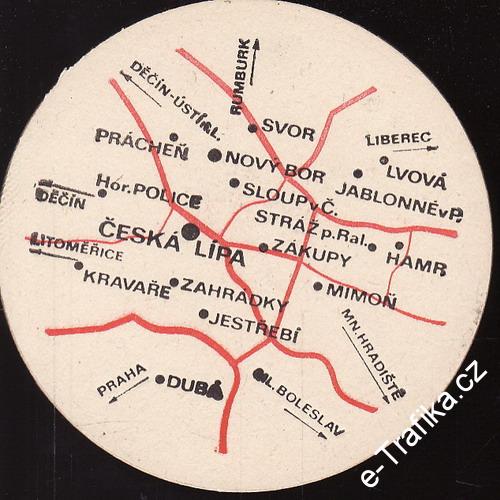 RUMBURK
DĚČÍN-ÚSTÍ n.L.
SVOR
LIBEREC
PRÁCHEŇ
NOVÝ BOR
LVOVÁ
Hor. POLICE
SLOUP v Č.
JABLONNÉ v P.
DĚČÍN
STRÁŽ p. Ral.
ČESKÁ LÍPA
ZÁKUPY
HAMR
LITOMĚŘICE
KRAVAŘE
ZAHRÁDKY
MIMOŇ
JESTŘEBÍ
MN. HRADIŠTĚ
PRAHA
DUBÁ
ML. BOLESLAV
e-Trafika.cz